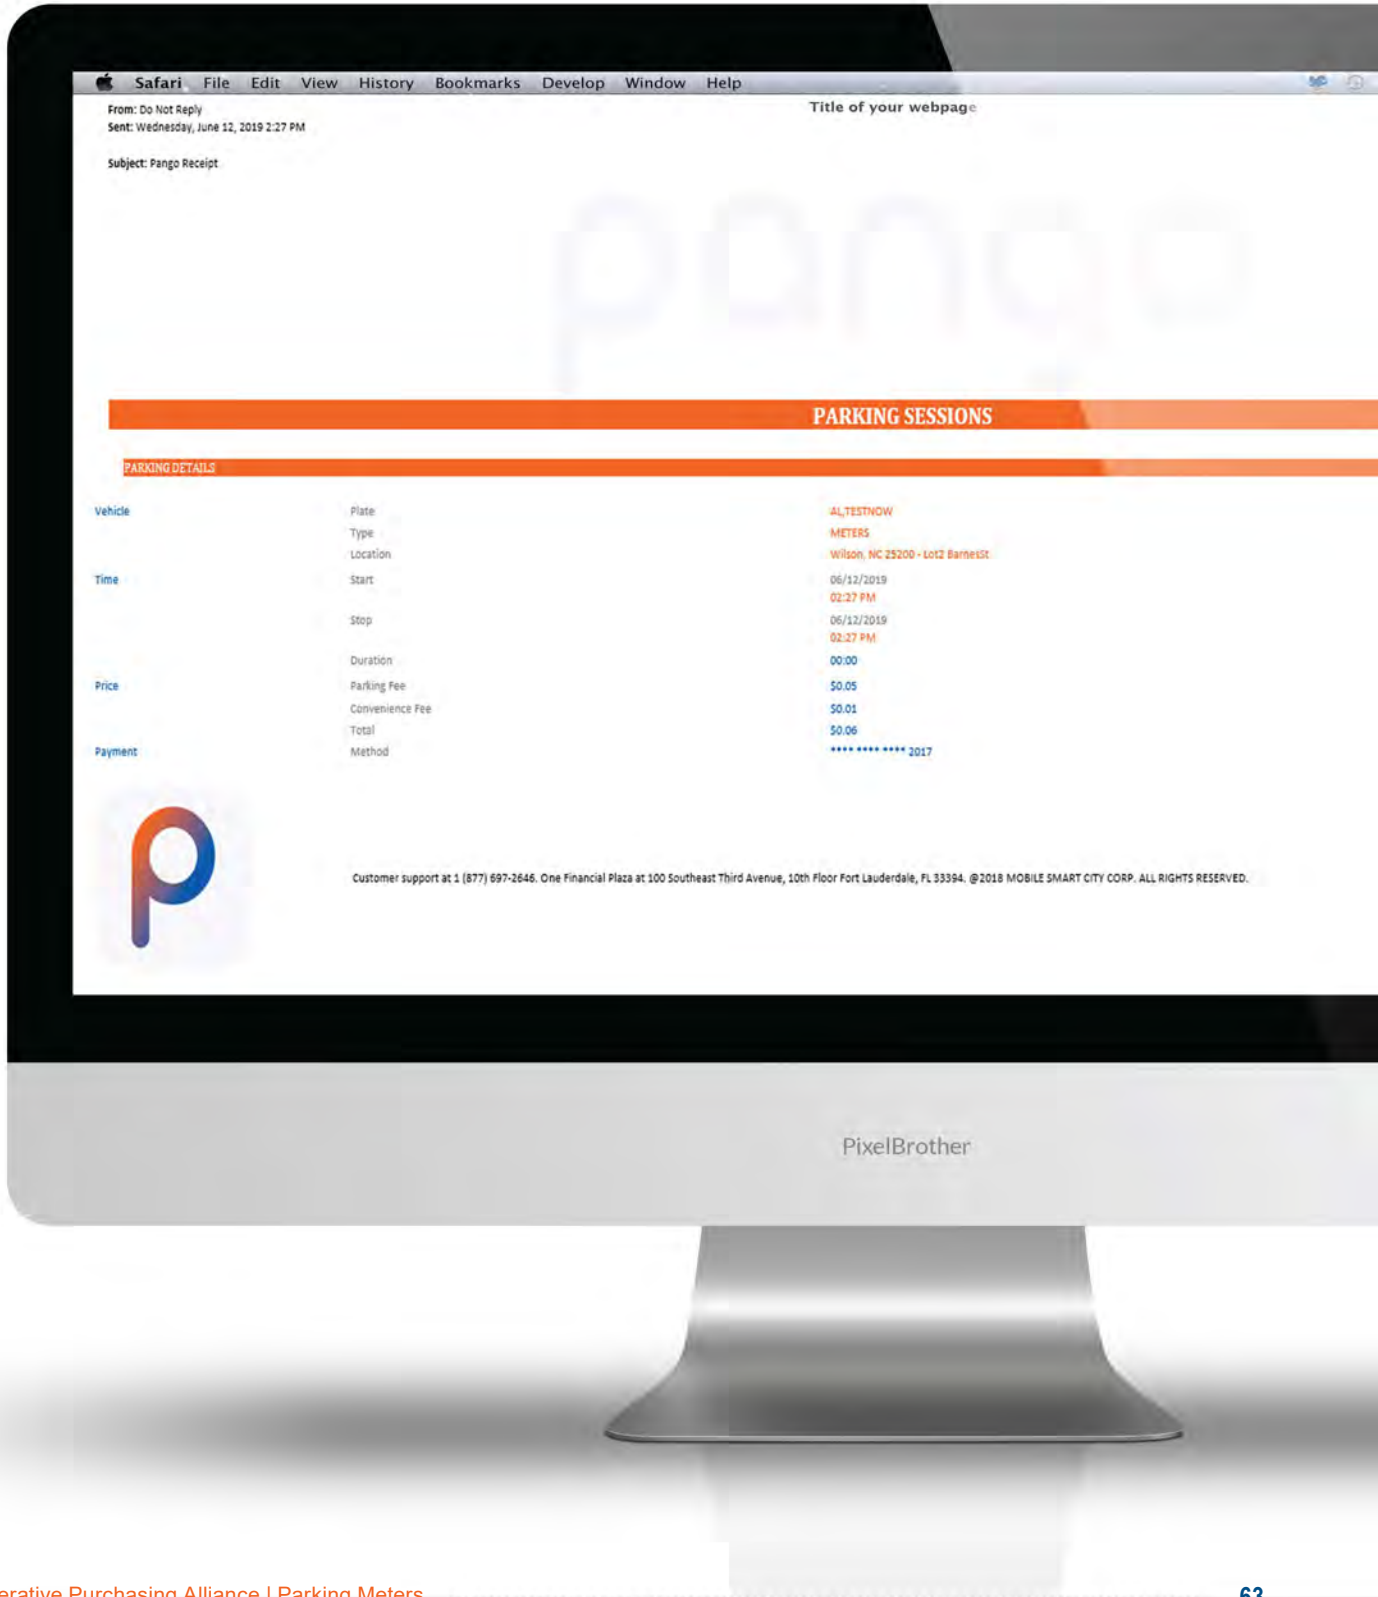 Safari File Edit View History Bookmarks Develop Window Help
Title of your webpage
From: Do Not Reply
Sent: Wednesday, June 12, 2019 2:27 PM
Subject: Pango Receipt
pango
PARKING SESSIONS
PARKING DETAILS
Vehicle Plate AL,TESTNOW
Type METERS
Location Wilson, NC 25200 - Lot2 BarnesSt
Time Start 06/12/2019
02:27 PM
Stop 06/12/2019
02:27 PM
Duration 00:00
Price Parking Fee $0.05
Convenience Fee $0.01
Total $0.06
Payment Method **** **** **** 2017
p
Customer support at 1 (877) 697-2646. One Financial Plaza at 100 Southeast Third Avenue, 10th Floor Fort Lauderdale, FL 33394. @2018 MOBILE SMART CITY CORP. ALL RIGHTS RESERVED.
PixelBrother
erative Purchasing Alliance | Parking Meters 63